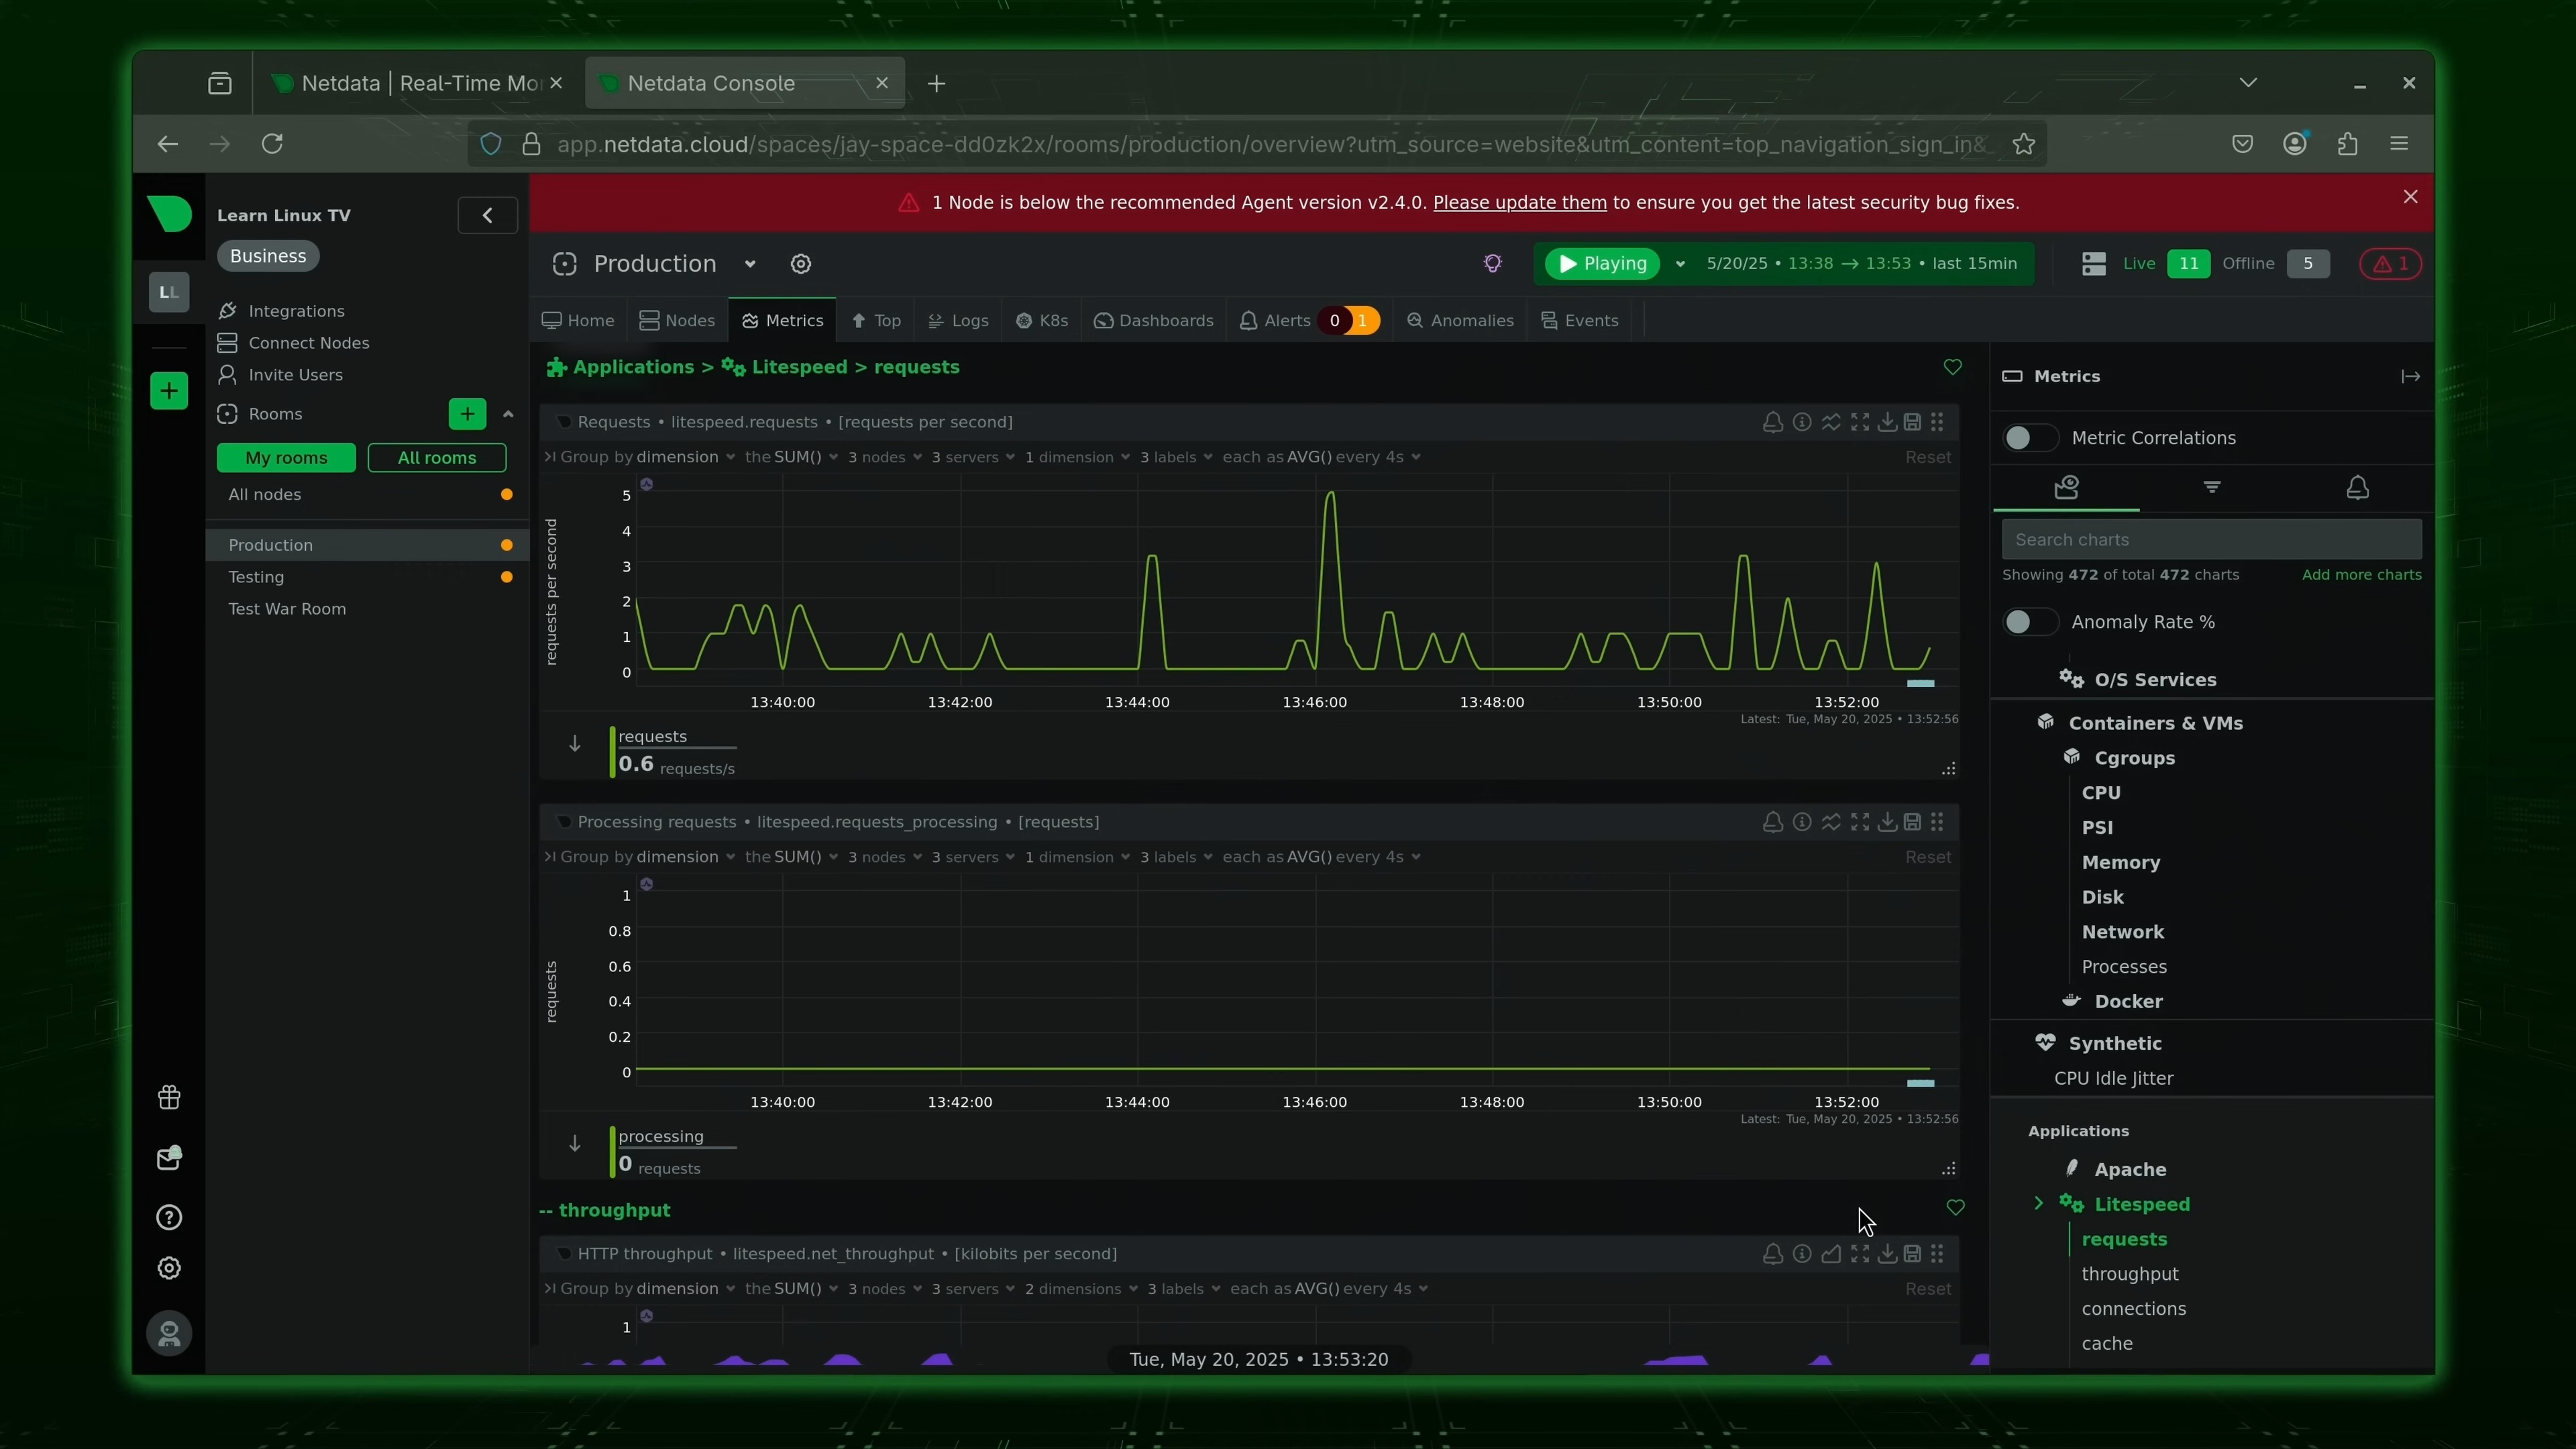 Netdata | Real-Time Mor
Netdata Console
app.netdata.cloud/spaces/jay-space-dd0zk2x/rooms/production/overview?utm_source=website&utm_content=top_navigation_sign_in&
Learn Linux TV
Business
LL
Integrations
Connect Nodes
Invite Users
Rooms
My rooms
All rooms
All nodes
Production
Testing
Test War Room
1 Node is below the recommended Agent version v2.4.0. Please update them to ensure you get the latest security bug fixes.
Production
Playing
5/20/25 • 13:38 → 13:53 • last 15min
Live 11 Offline 5
1
Home
Nodes
Metrics
Top
Logs
K8s
Dashboards
Alerts 0 1
Anomalies
Events
Applications > Litespeed > requests
Requests • litespeed.requests • [requests per second]
Group by dimension the SUM() 3 nodes 3 servers 1 dimension 3 labels each as AVG() every 4s
Reset
requests per second
5
4
3
2
1
0
13:40:00 13:42:00 13:44:00 13:46:00 13:48:00 13:50:00 13:52:00
Latest: Tue, May 20, 2025 • 13:52:56
requests
0.6 requests/s
Processing requests • litespeed.requests_processing • [requests]
Group by dimension the SUM() 3 nodes 3 servers 1 dimension 3 labels each as AVG() every 4s
Reset
requests
1
0.8
0.6
0.4
0.2
0
13:40:00 13:42:00 13:44:00 13:46:00 13:48:00 13:50:00 13:52:00
Latest: Tue, May 20, 2025 • 13:52:56
processing
0 requests
-- throughput
HTTP throughput • litespeed.net_throughput • [kilobits per second]
Group by dimension the SUM() 3 nodes 3 servers 2 dimensions 3 labels each as AVG() every 4s
Reset
1
Tue, May 20, 2025 • 13:53:20
Metrics
Metric Correlations
Search charts
Showing 472 of total 472 charts
Add more charts
Anomaly Rate %
O/S Services
Containers & VMs
Cgroups
CPU
PSI
Memory
Disk
Network
Processes
Docker
Synthetic
CPU Idle Jitter
Applications
Apache
Litespeed
requests
throughput
connections
cache